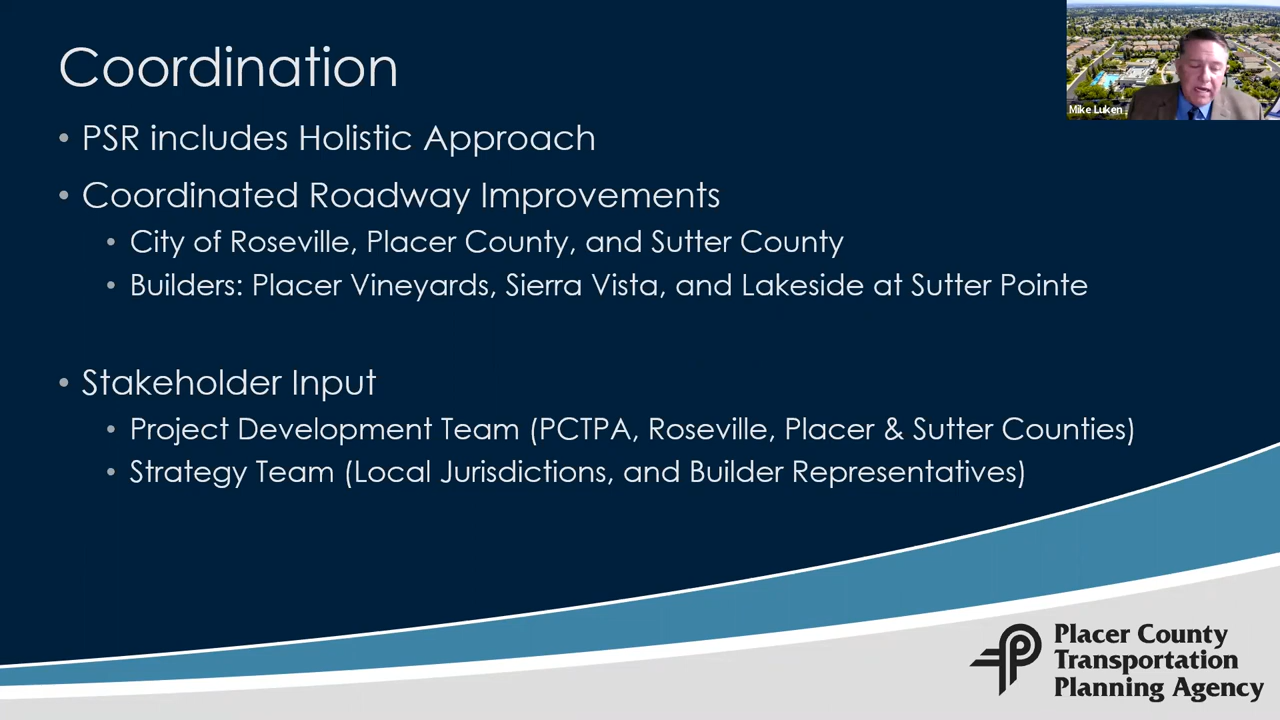 Coordination
Mike Luken
• PSR includes Holistic Approach
• Coordinated Roadway Improvements
• City of Roseville, Placer County, and Sutter County
• Builders: Placer Vineyards, Sierra Vista, and Lakeside at Sutter Pointe
• Stakeholder Input
• Project Development Team (PCTPA, Roseville, Placer & Sutter Counties)
• Strategy Team (Local Jurisdictions, and Builder Representatives)
Placer County
Transportation
Planning Agency